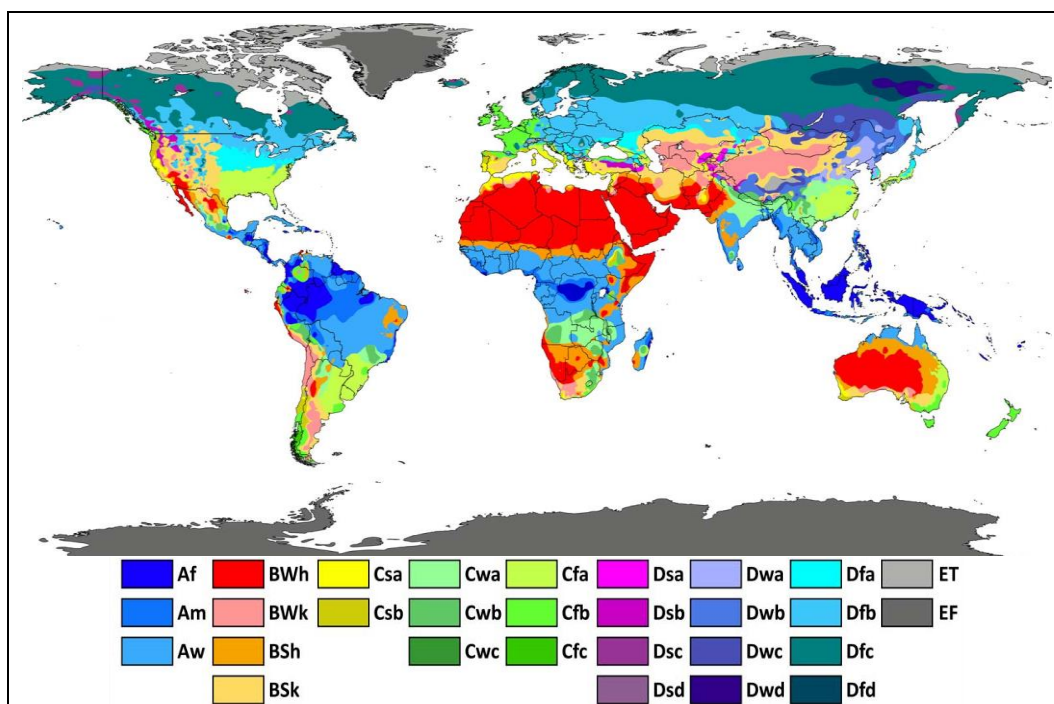 Af BWh Csa Cwa Cfa Dsa Dwa Dfa ET
Am BWk Csb Cwb Cfb Dsb Dwb Dfb EF
Aw BSh Cwc Cfc Dsc Dwc Dfc
BSk Dsd Dwd Dfd